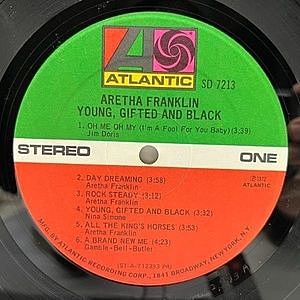 ATLANTIC
SD 7213
ARETHA FRANKLIN
YOUNG, GIFTED AND BLACK
1. OH ME OH MY (I'm A Fool For You Baby) (3:39)
Jim Doris
STEREO
ONE
2. DAY DREAMING (3:58)
Aretha Franklin
3. ROCK STEADY (3:12)
Aretha Franklin
4. YOUNG, GIFTED AND BLACK (3:32)
Nina Simone
5. ALL THE KING'S HORSES
Aretha Franklin
6. A BRAND NEW ME (4:23)
Gamble-Bell-Butler
ATLANTIC
(ST-A-712393
MFG. BY ATLANTIC RECORDING CORP., 1841 BROADWAY, NEW YORK, N.Y.